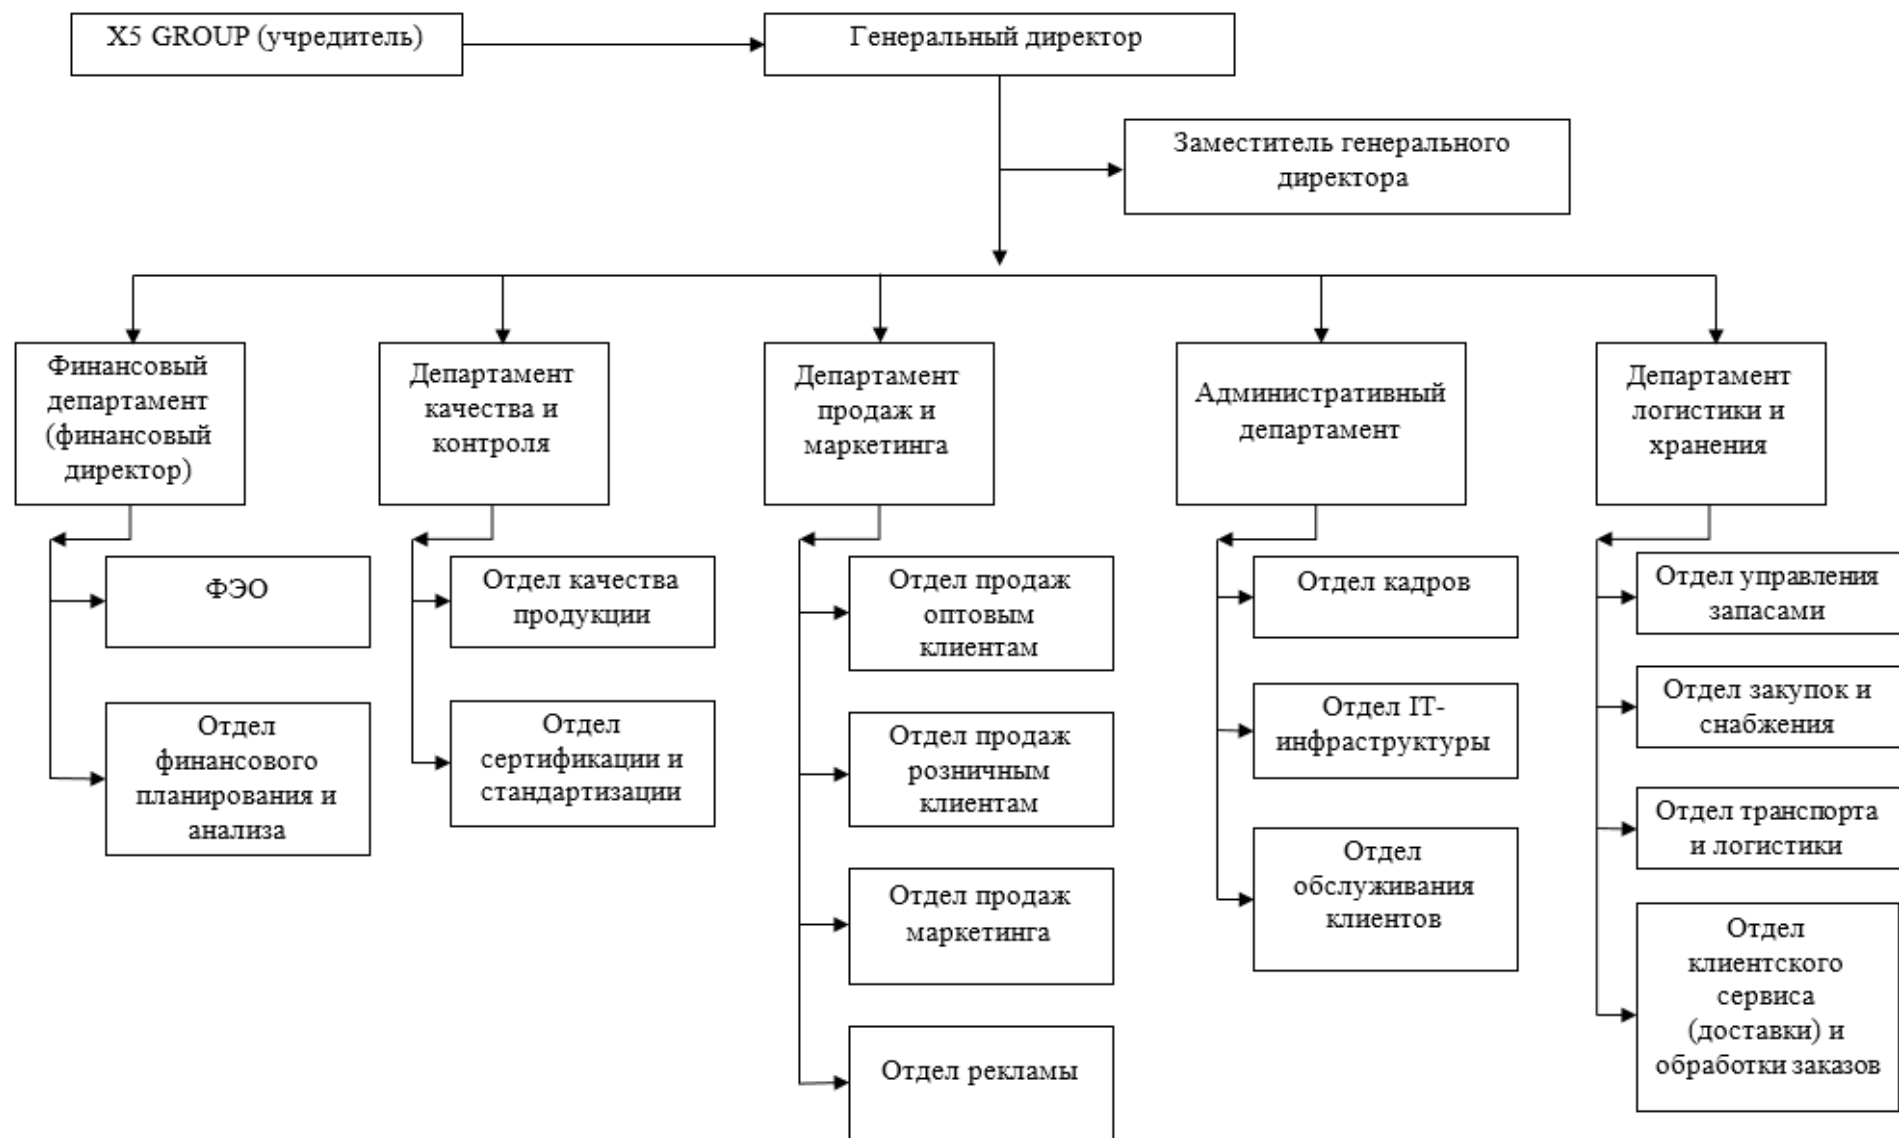 X5 GROUP (учредитель)
Генеральный директор
Заместитель генерального
директора
Финансовый
департамент
(финансовый
директор)
Департамент
качества и
контроля
Департамент
продаж и
маркетинга
Административный
департамент
Департамент
логистики и
хранения
ФЭО
Отдел
финансового
планирования и
анализа
Отдел качества
продукции
Отдел
сертификации и
стандартизации
Отдел продаж
оптовым
клиентам
Отдел продаж
розничным
клиентам
Отдел продаж
маркетинга
Отдел рекламы
Отдел кадров
Отдел IT-
инфраструктуры
Отдел
обслуживания
клиентов
Отдел управления
запасами
Отдел закупок и
снабжения
Отдел транспорта
и логистики
Отдел
клиентского
сервиса
(доставки) и
обработки заказов